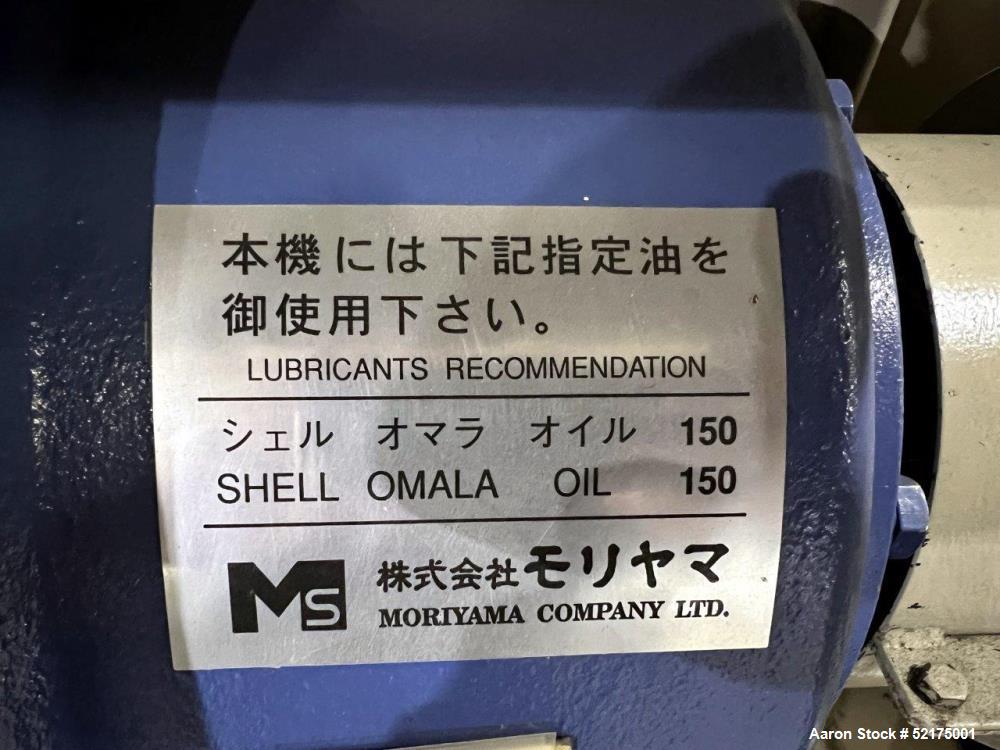 本機には下記指定油を
御使用下さい。
LUBRICANTS RECOMMENDATION
シェル オマラ オイル 150
SHELL OMALA OIL 150
MS 株式会社モリヤマ
MORIYAMA COMPANY LTD.
Aaron Stock # 52175001